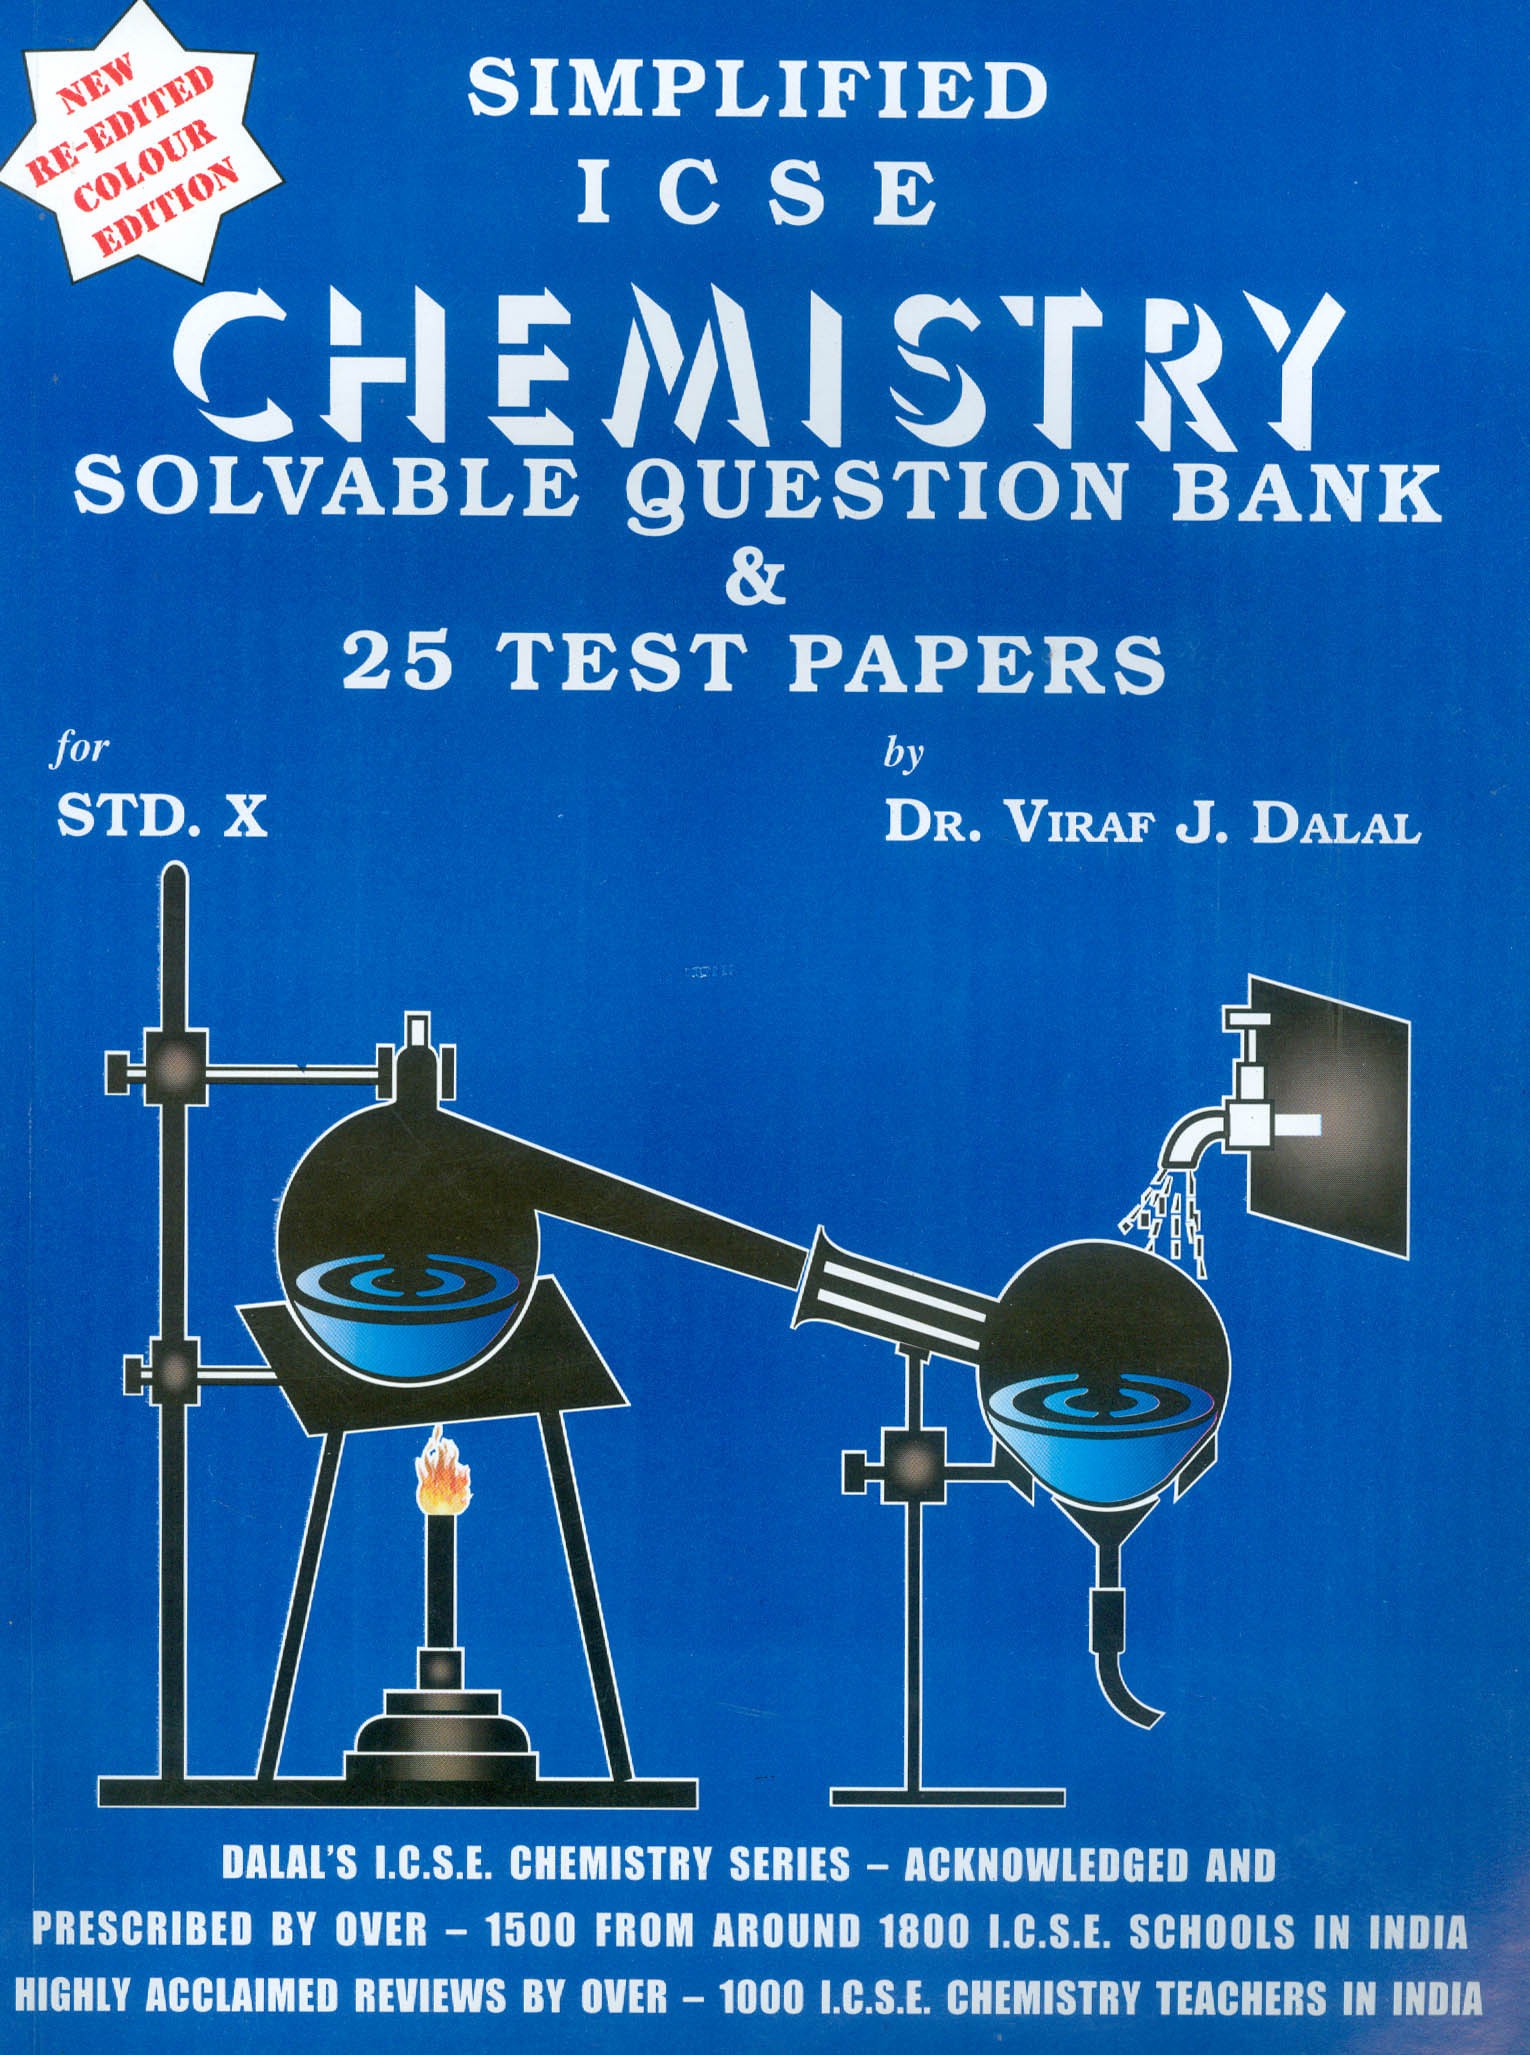 NEW
RE-EDITED
COLOUR
EDITION
SIMPLIFIED
ICSE
CHEMISTRY
SOLVABLE QUESTION BANK
&
25 TEST PAPERS
for
STD. X
by
DR. VIRAF J. DALAL
DALAL'S I.C.S.E. CHEMISTRY SERIES – ACKNOWLEDGED AND
PRESCRIBED BY OVER – 1500 FROM AROUND 1800 I.C.S.E. SCHOOLS IN INDIA
HIGHLY ACCLAIMED REVIEWS BY OVER – 1000 I.C.S.E. CHEMISTRY TEACHERS IN INDIA